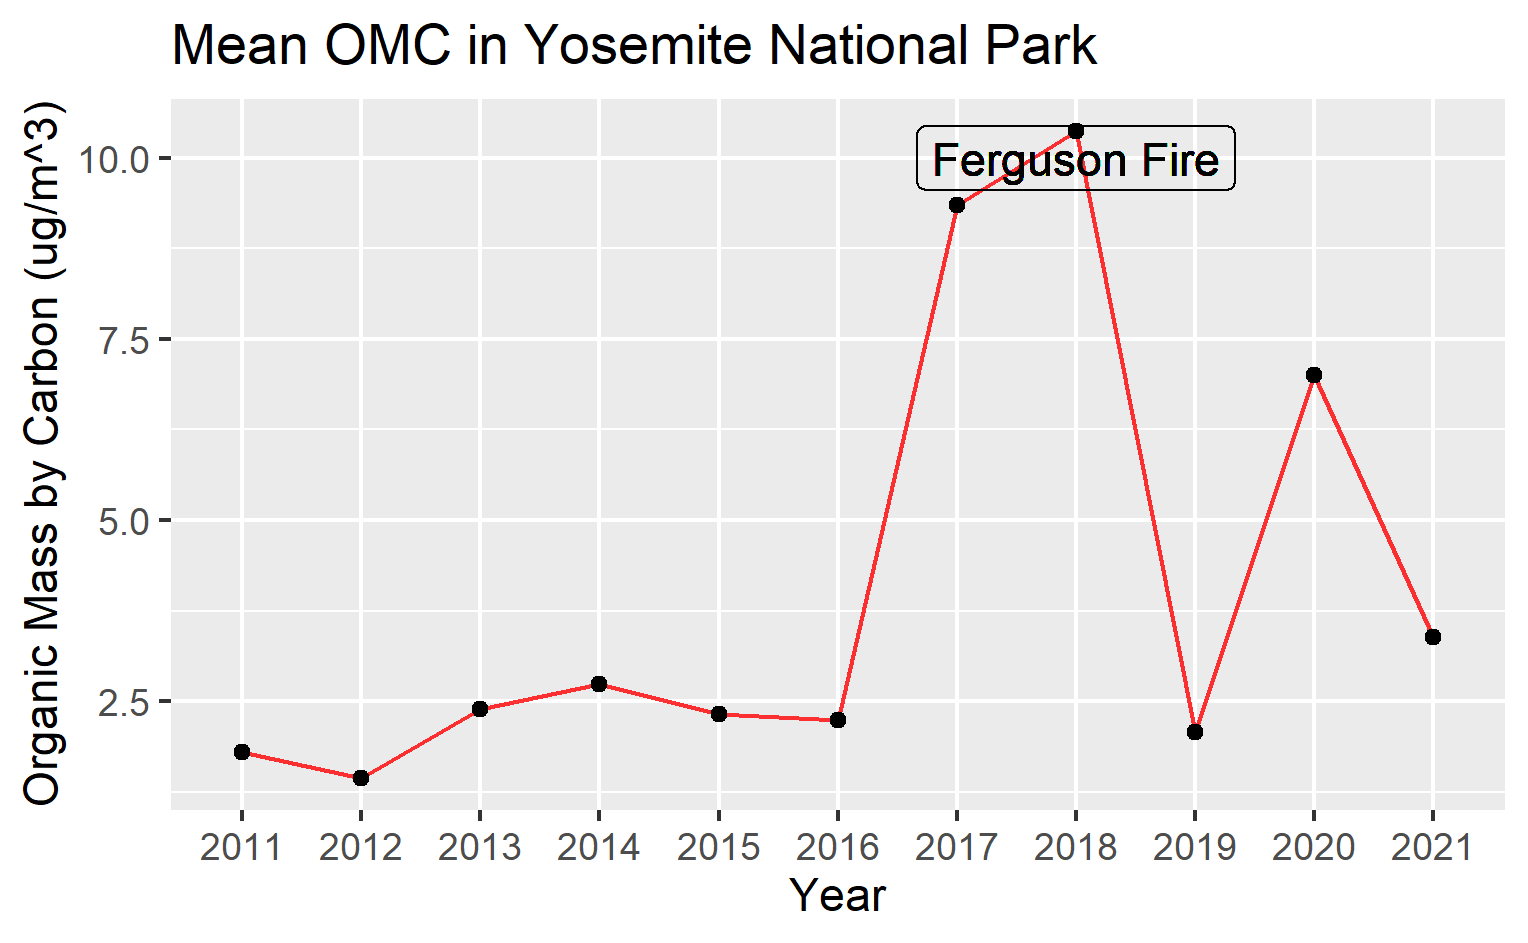 Mean OMC in Yosemite National Park
Organic Mass by Carbon (ug/m^3)
10.0
7.5
5.0
2.5
Ferguson Fire
2011 2012 2013 2014 2015 2016 2017 2018 2019 2020 2021
Year